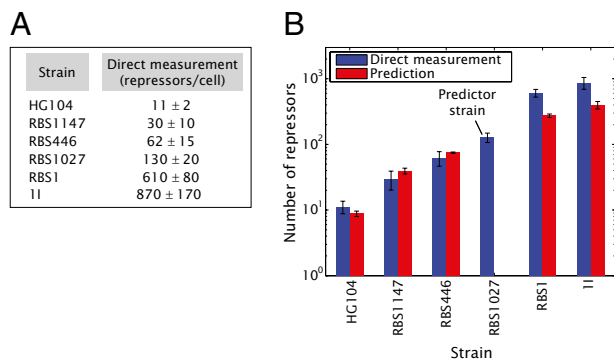 A
Strain Direct measurement
(repressors/cell)
HG104 11 ± 2
RBS1147 30 ± 10
RBS446 62 ± 15
RBS1027 130 ± 20
RBS1 610 ± 80
1I 870 ± 170
B
Direct measurement
Prediction
Predictor
strain
Number of repressors
10³
10²
10¹
10⁰
HG104
RBS1147
RBS446
RBS1027
RBS1
1I
Strain